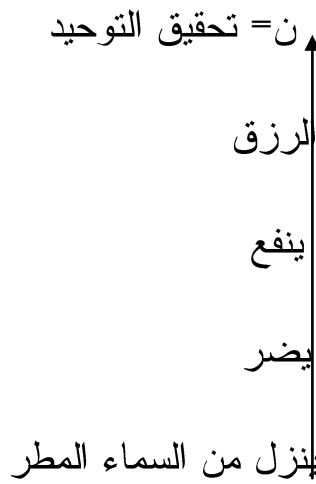 ن= تحقيق التوحيد
الرزق
ينفع
يضر
ينزل من السماء المطر